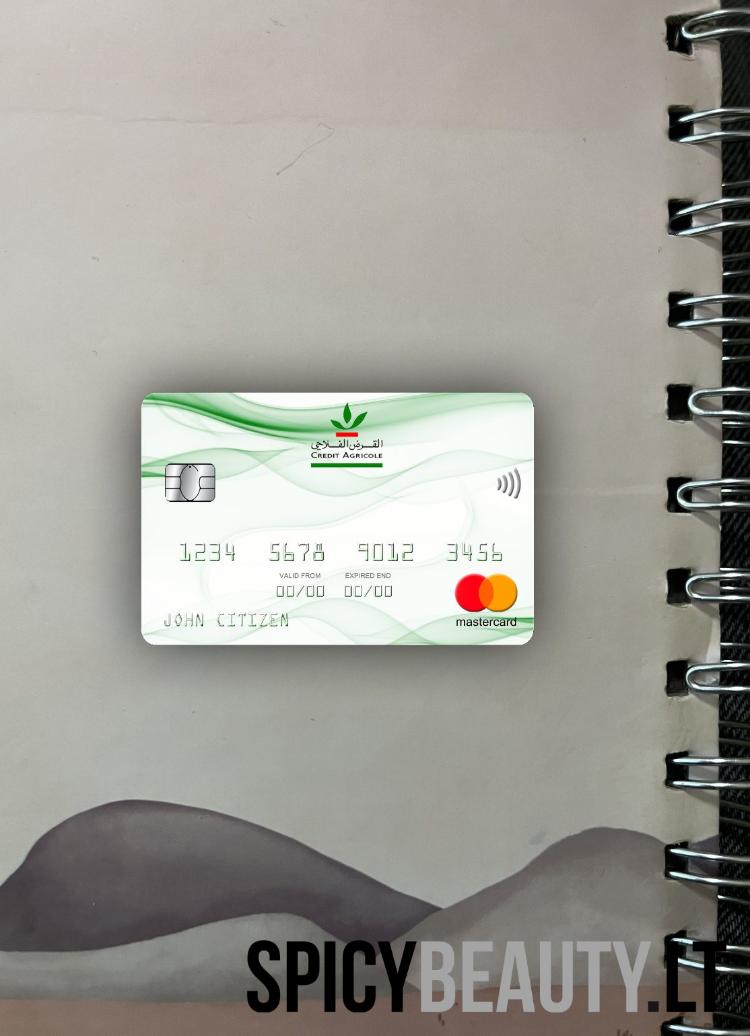 القرض الفلاحي
CREDIT AGRICOLE
1234 5678 9012 3456
VALID FROM EXPIRED END
00/00 00/00
JOHN CITIZEN
mastercard
SPICYBEAUTY.LT